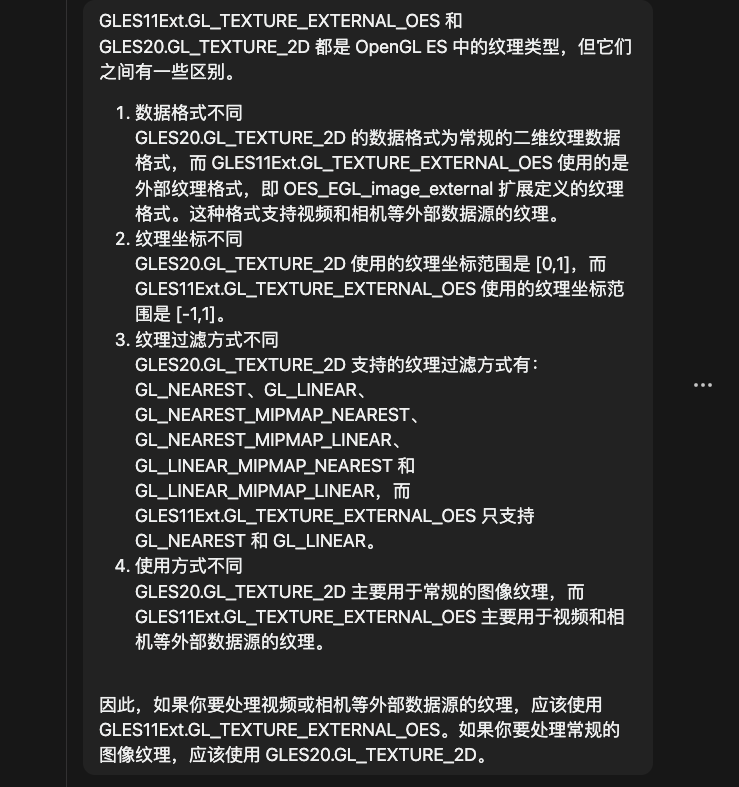 GLES11Ext.GL_TEXTURE_EXTERNAL_OES 和
GLES20.GL_TEXTURE_2D 都是 OpenGL ES 中的纹理类型，但它们
之间有一些区别。
1. 数据格式不同
GLES20.GL_TEXTURE_2D 的数据格式为常规的二维纹理数据
格式，而 GLES11Ext.GL_TEXTURE_EXTERNAL_OES 使用的是
外部纹理格式，即 OES_EGL_image_external 扩展定义的纹理
格式。这种格式支持视频和相机等外部数据源的纹理。
2. 纹理坐标不同
GLES20.GL_TEXTURE_2D 使用的纹理坐标范围是 [0,1]，而
GLES11Ext.GL_TEXTURE_EXTERNAL_OES 使用的纹理坐标范
围是 [-1,1]。
3. 纹理过滤方式不同
GLES20.GL_TEXTURE_2D 支持的纹理过滤方式有：
GL_NEAREST、GL_LINEAR、
GL_NEAREST_MIPMAP_NEAREST、
GL_NEAREST_MIPMAP_LINEAR、
GL_LINEAR_MIPMAP_NEAREST 和
GL_LINEAR_MIPMAP_LINEAR，而
GLES11Ext.GL_TEXTURE_EXTERNAL_OES 只支持
GL_NEAREST 和 GL_LINEAR。
4. 使用方式不同
GLES20.GL_TEXTURE_2D 主要用于常规的图像纹理，而
GLES11Ext.GL_TEXTURE_EXTERNAL_OES 主要用于视频和相
机等外部数据源的纹理。
因此，如果你要处理视频或相机等外部数据源的纹理，应该使用
GLES11Ext.GL_TEXTURE_EXTERNAL_OES。如果你要处理常规的
图像纹理，应该使用 GLES20.GL_TEXTURE_2D。